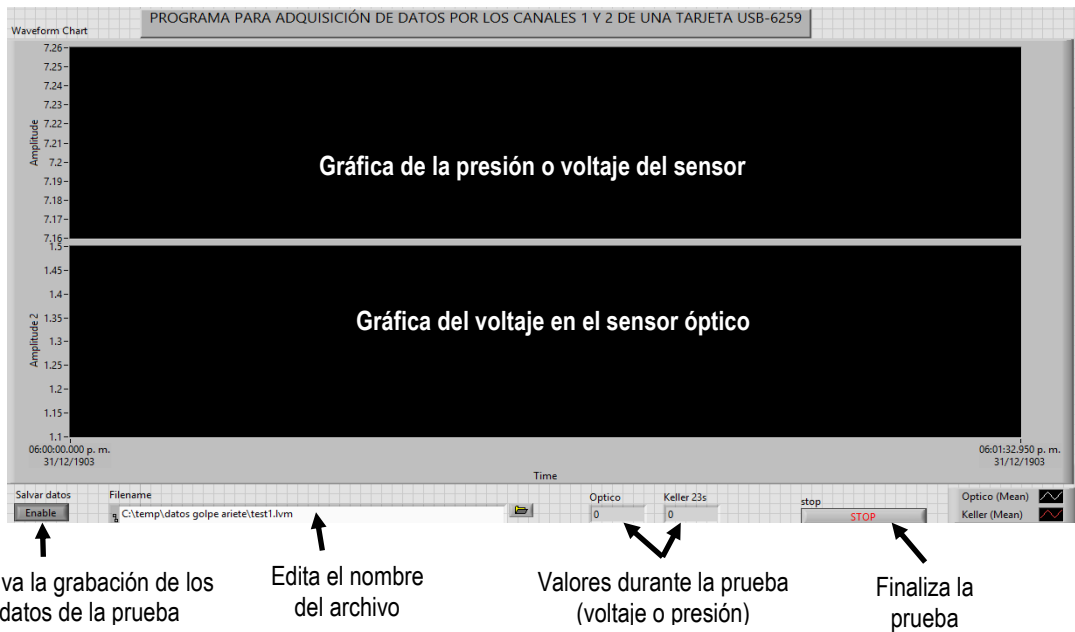 PROGRAMA PARA ADQUISICIÓN DE DATOS POR LOS CANALES 1 Y 2 DE UNA TARJETA USB-6259
Waveform Chart
7.26
7.25
7.24
7.23
7.22
7.21
7.2
7.19
7.18
7.17
7.16
Amplitude
Gráfica de la presión o voltaje del sensor
1.5
1.45
1.4
1.35
1.3
1.25
1.2
1.15
1.1
Amplitude 2
Gráfica del voltaje en el sensor óptico
06:00:00.000 p. m.
31/12/1903
06:01:32.950 p. m.
31/12/1903
Time
Salvar datos
Enable
Filename
C:\temp\datos golpe ariete\test1.lvm
Optico
0
Keller 23s
0
stop
STOP
Optico (Mean)
Keller (Mean)
va la grabación de los
datos de la prueba
Edita el nombre
del archivo
Valores durante la prueba
(voltaje o presión)
Finaliza la
prueba